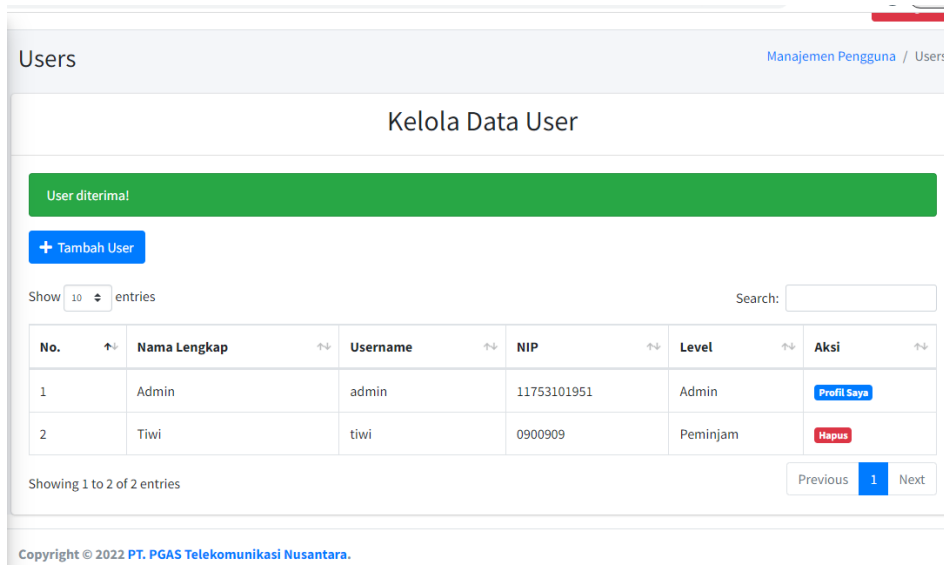 Users
Manajemen Pengguna / Users
Kelola Data User
User diterima!
Tambah User
Show 10 entries
Search:
No. Nama Lengkap Username NIP Level Aksi
1 Admin admin 11753101951 Admin Profil Saya
2 Tiwi tiwi 0900909 Peminjam Hapus
Showing 1 to 2 of 2 entries
Previous 1 Next
Copyright © 2022 PT. PGAS Telekomunikasi Nusantara.